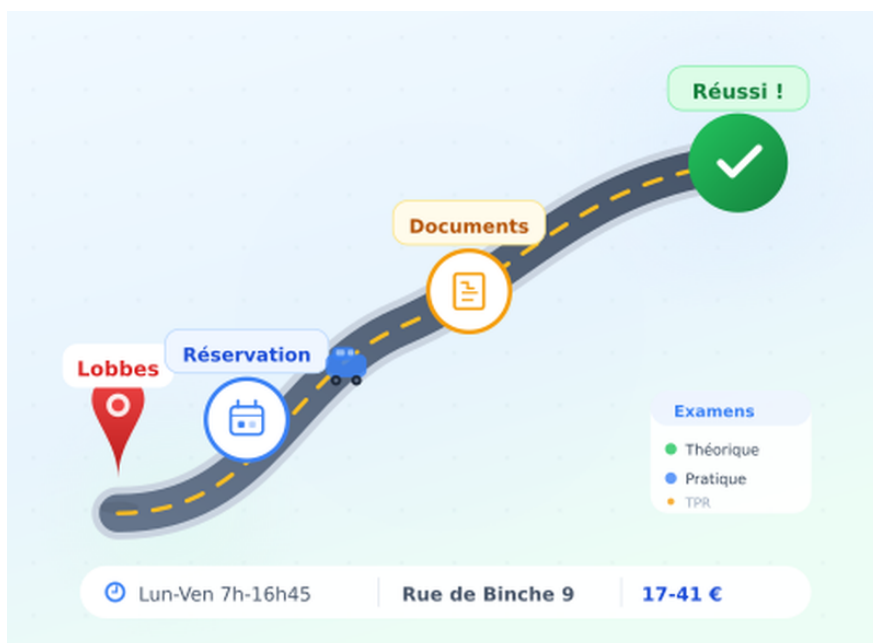 Réussi !
Documents
Réservation
Lobbes
Examens
Théorique
Pratique
TPR
Lun-Ven 7h-16h45
Rue de Binche 9
17-41 €